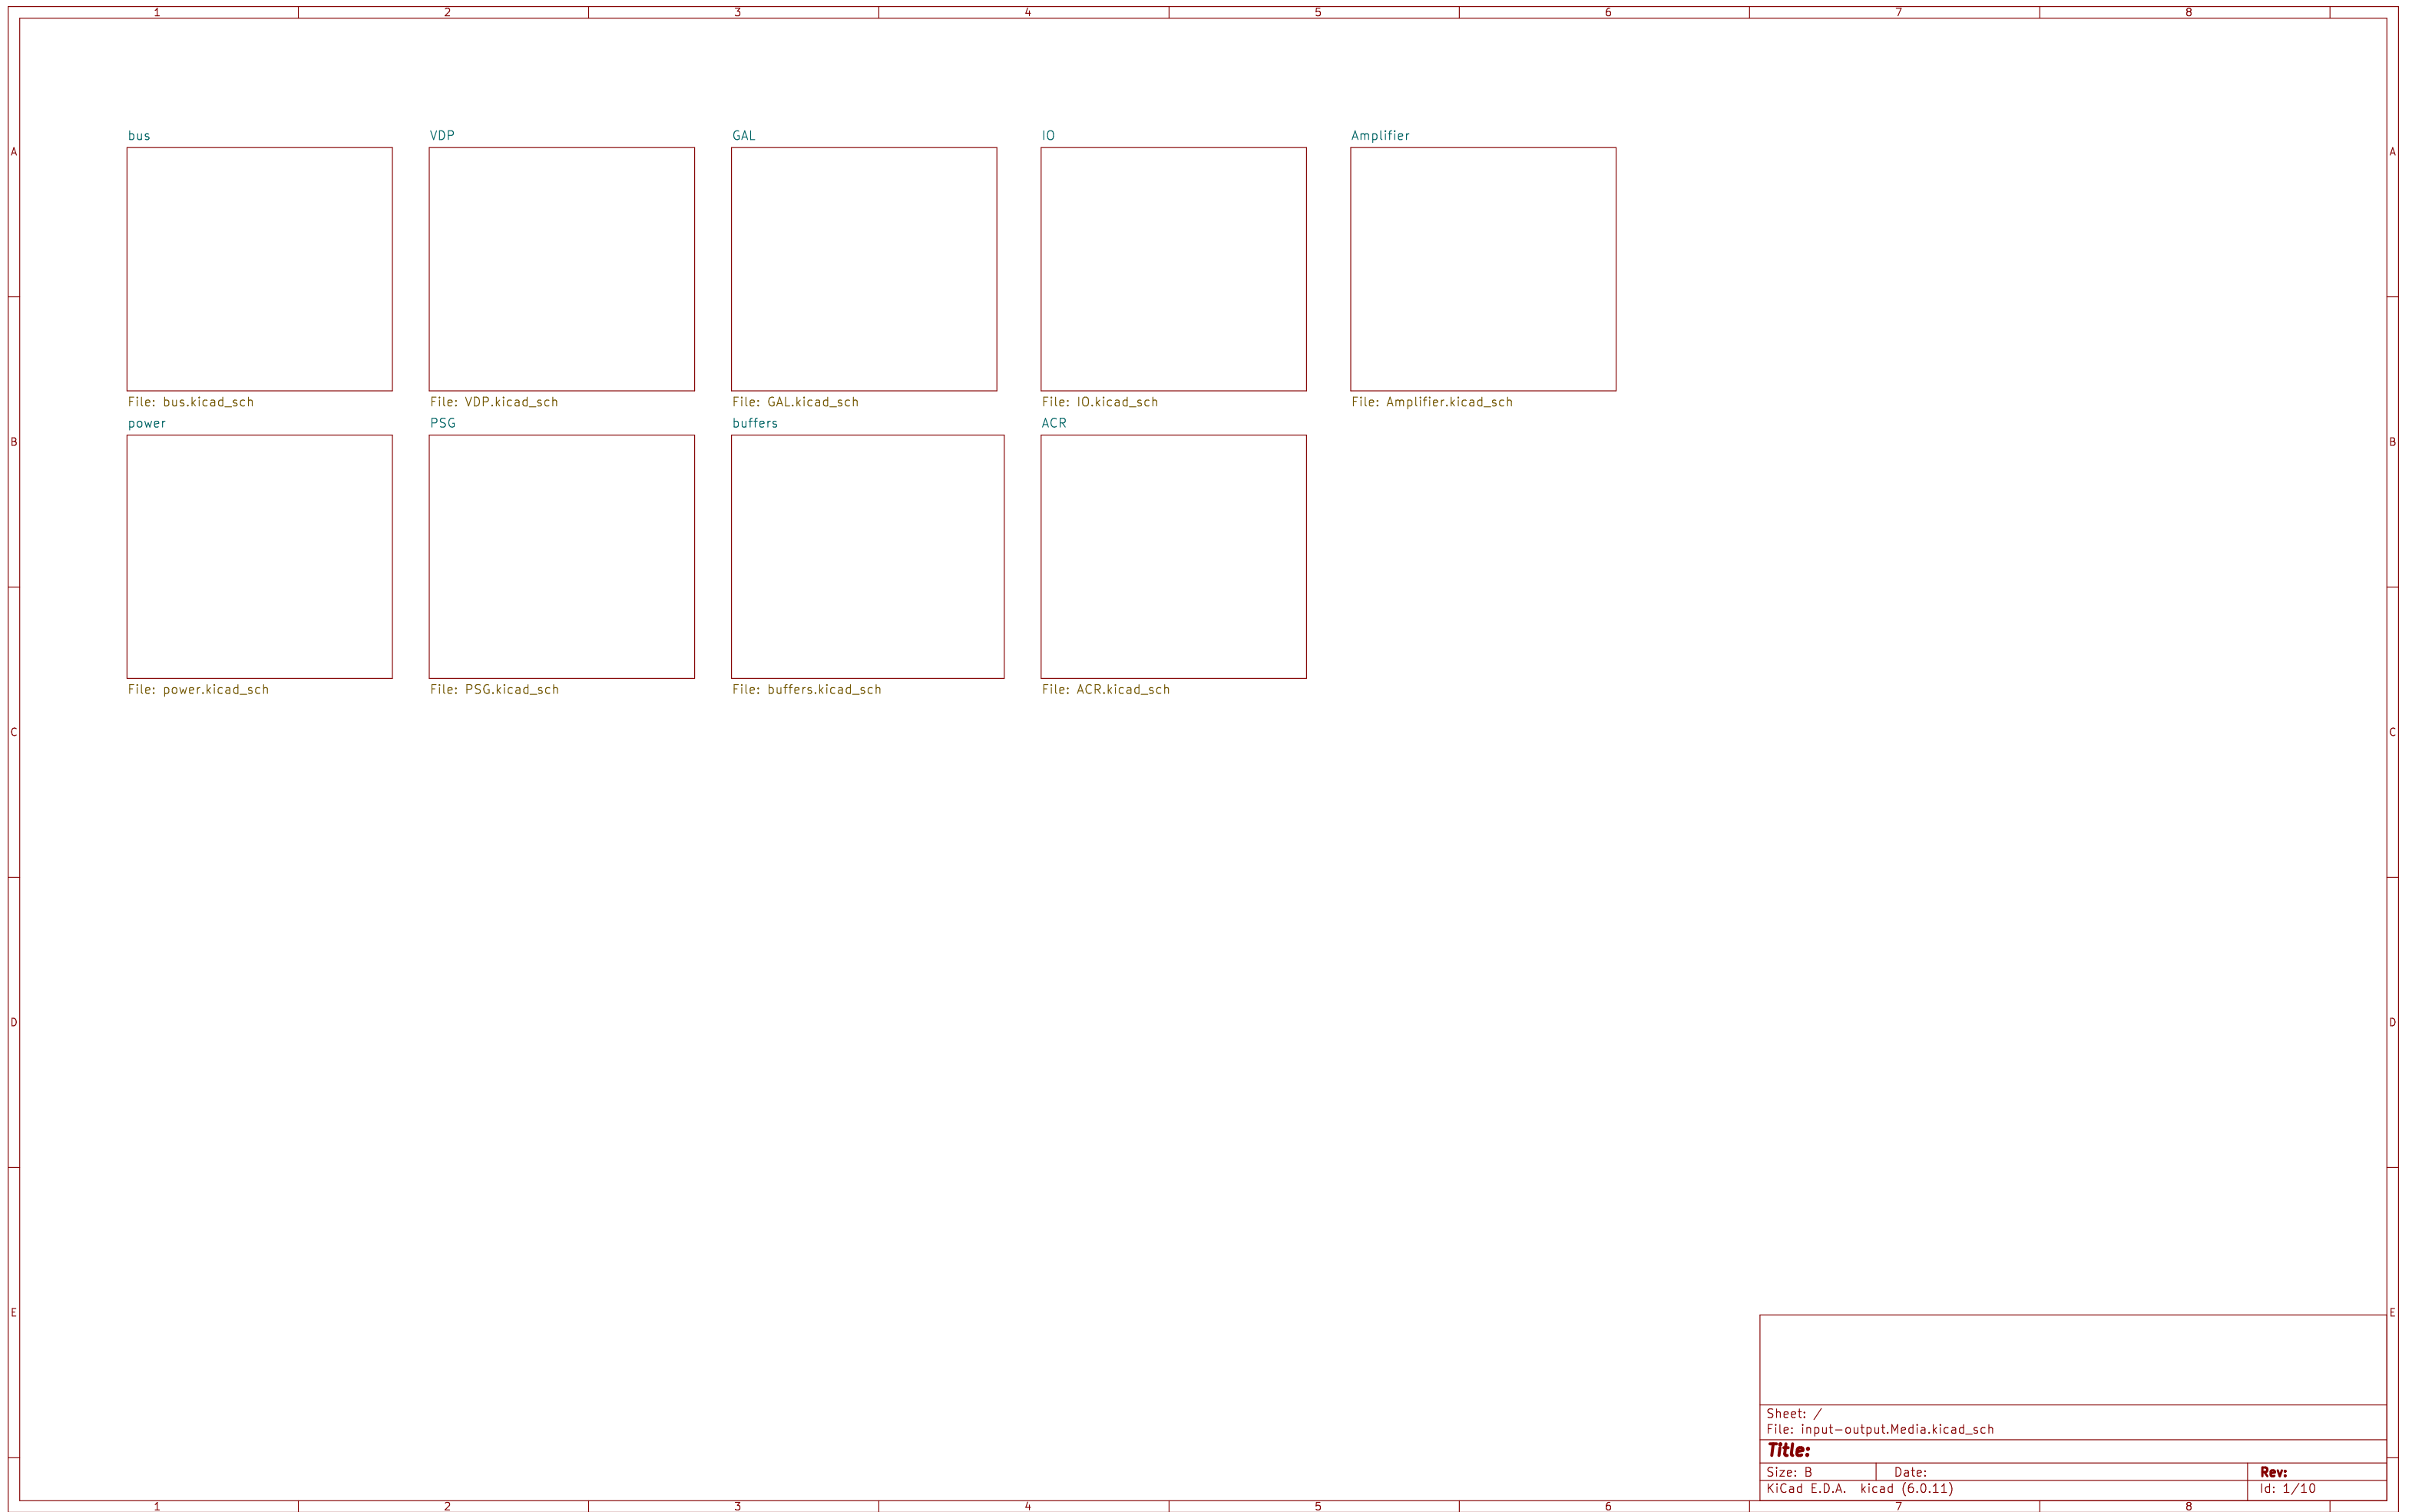 1 2 3 4 5 6 7 8
bus VDP GAL IO Amplifier
A A
File: bus.kicad_sch File: VDP.kicad_sch File: GAL.kicad_sch File: IO.kicad_sch File: Amplifier.kicad_sch
power PSG buffers ACR
B B
File: power.kicad_sch File: PSG.kicad_sch File: buffers.kicad_sch File: ACR.kicad_sch
C C
D D
E E
Sheet: /
File: input-output.Media.kicad_sch
Title:
Size: B Date: Rev:
KiCad E.D.A. kicad (6.0.11) Id: 1/10
1 2 3 4 5 6 7 8